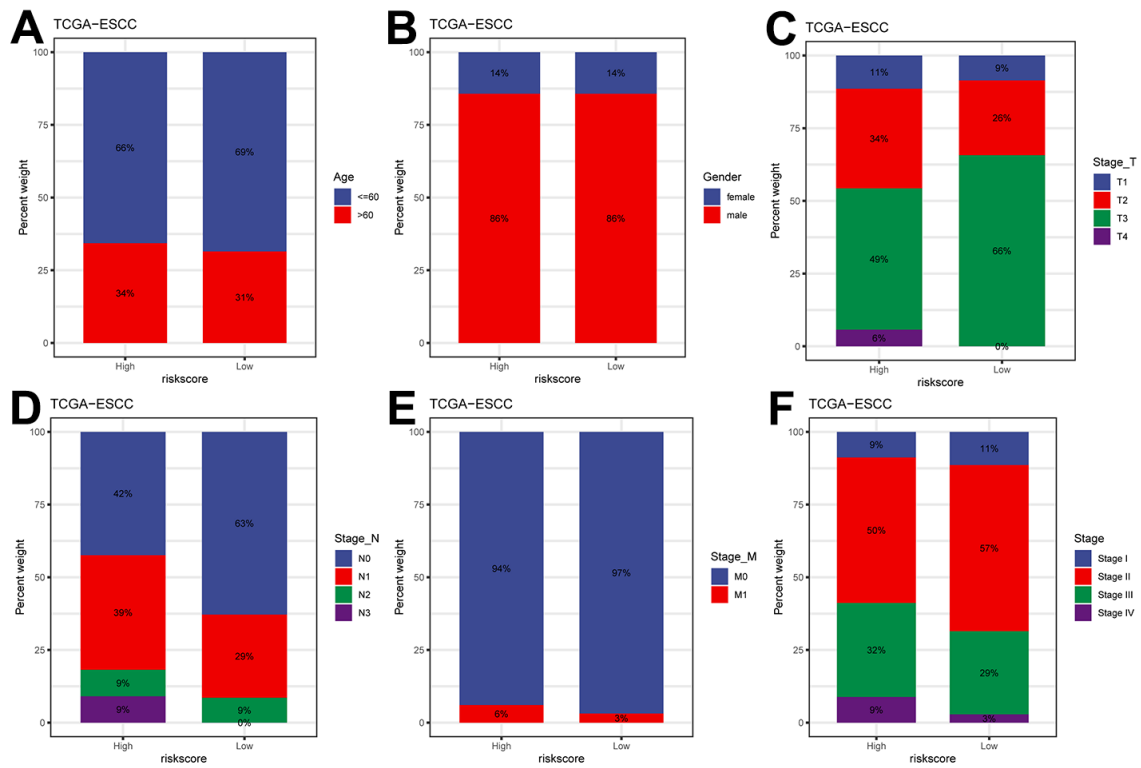 A
TCGA−ESCC
Percent weight
100
75
50
25
0
66%
34%
69%
31%
High
Low
riskscore
Age
<=60
>60
B
TCGA−ESCC
Percent weight
100
75
50
25
0
14%
86%
14%
86%
High
Low
riskscore
Gender
female
male
C
TCGA−ESCC
Percent weight
100
75
50
25
0
11%
34%
49%
6%
9%
26%
66%
0%
High
Low
riskscore
Stage_T
T1
T2
T3
T4
D
TCGA−ESCC
Percent weight
100
75
50
25
0
42%
39%
9%
9%
63%
29%
9%
0%
High
Low
riskscore
Stage_N
N0
N1
N2
N3
E
TCGA−ESCC
Percent weight
100
75
50
25
0
94%
6%
97%
3%
High
Low
riskscore
Stage_M
M0
M1
F
TCGA−ESCC
Percent weight
100
75
50
25
0
9%
50%
32%
9%
11%
57%
29%
3%
High
Low
riskscore
Stage
Stage I
Stage II
Stage III
Stage IV